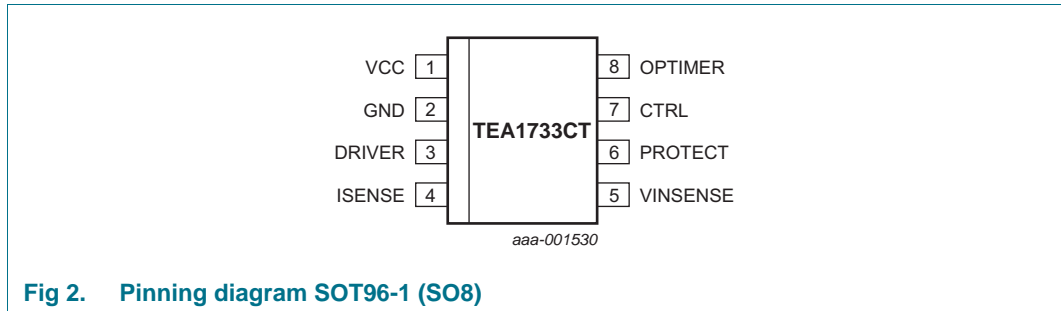 VCC 1 8 OPTIMER
GND 2 7 CTRL
TEA1733CT
DRIVER 3 6 PROTECT
ISENSE 4 5 VINSENSE
aaa-001530
Fig 2. Pinning diagram SOT96-1 (SO8)